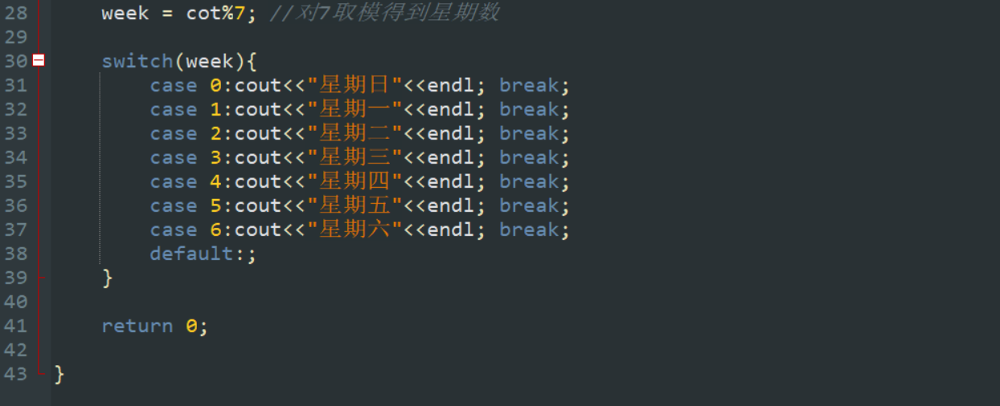 28 week = cot%7; //对7取模得到星期数
29
30 switch(week){
31 case 0:cout<<"星期日"<<endl; break;
32 case 1:cout<<"星期一"<<endl; break;
33 case 2:cout<<"星期二"<<endl; break;
34 case 3:cout<<"星期三"<<endl; break;
35 case 4:cout<<"星期四"<<endl; break;
36 case 5:cout<<"星期五"<<endl; break;
37 case 6:cout<<"星期六"<<endl; break;
38 default:;
39 }
40
41 return 0;
42
43 }